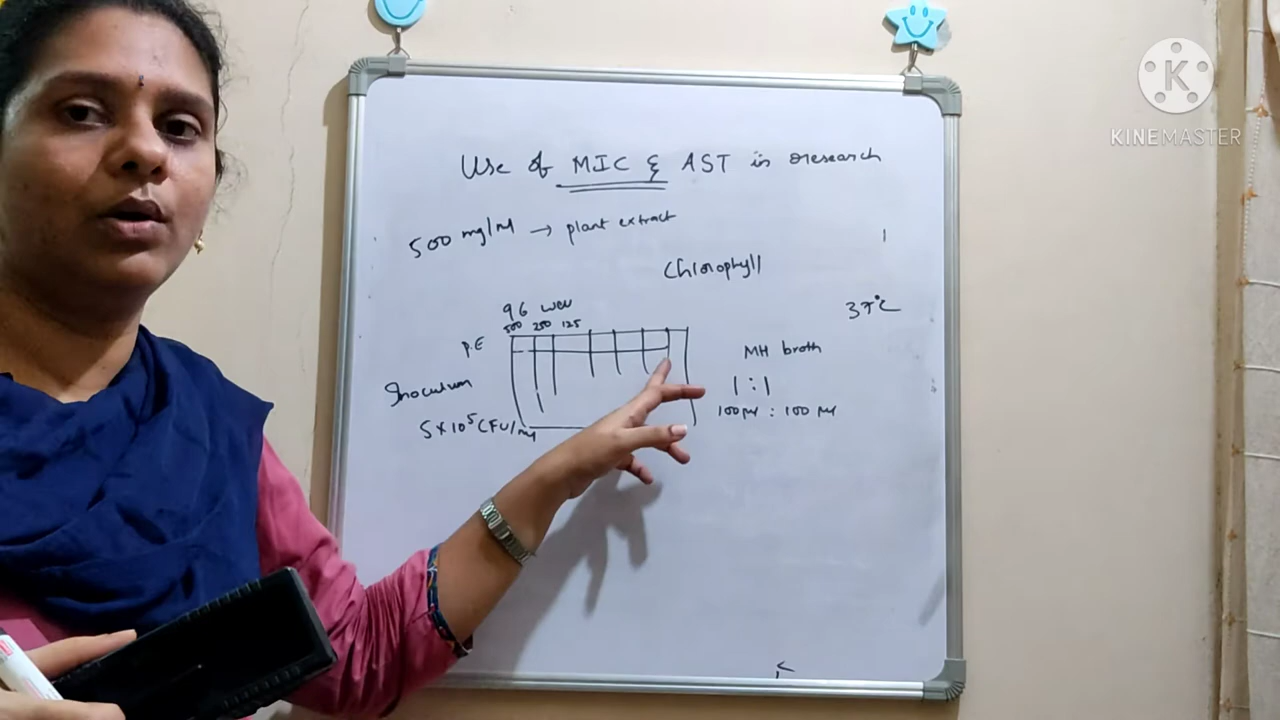 K
KINEMASTER
Use of MIC & AST in research
500 mg/ml → plant extract
1
Chlorophyll
37°C
96 well
500 250 125
P.E
MH broth
Inoculum
1:1
5×10⁵ CFU/ml
100 µl : 100 µl